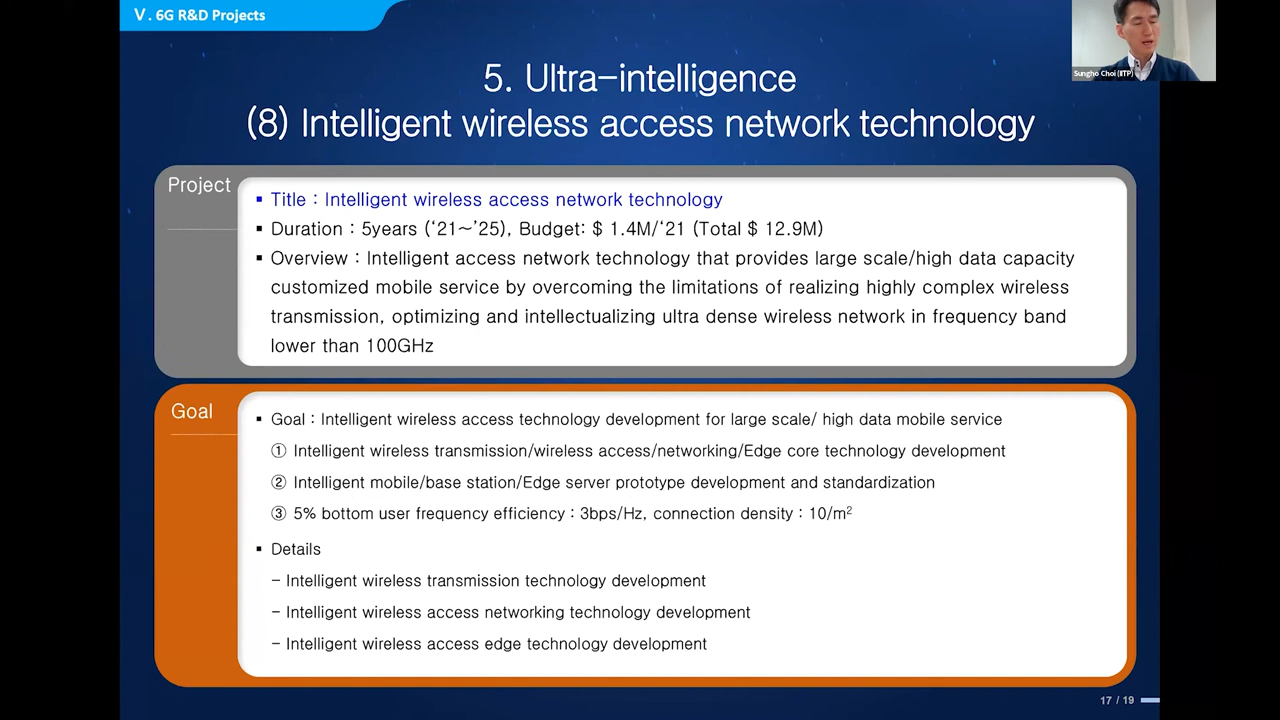 Ⅴ. 6G R&D Projects
Sungho Choi (IITP)
5. Ultra-intelligence
(8) Intelligent wireless access network technology
Project
▪ Title : Intelligent wireless access network technology
▪ Duration : 5years (‘21~’25), Budget: $ 1.4M/‘21 (Total $ 12.9M)
▪ Overview : Intelligent access network technology that provides large scale/high data capacity
customized mobile service by overcoming the limitations of realizing highly complex wireless
transmission, optimizing and intellectualizing ultra dense wireless network in frequency band
lower than 100GHz
Goal
▪ Goal : Intelligent wireless access technology development for large scale/ high data mobile service
① Intelligent wireless transmission/wireless access/networking/Edge core technology development
② Intelligent mobile/base station/Edge server prototype development and standardization
③ 5% bottom user frequency efficiency : 3bps/Hz, connection density : 10/m²
▪ Details
- Intelligent wireless transmission technology development
- Intelligent wireless access networking technology development
- Intelligent wireless access edge technology development
17 / 19